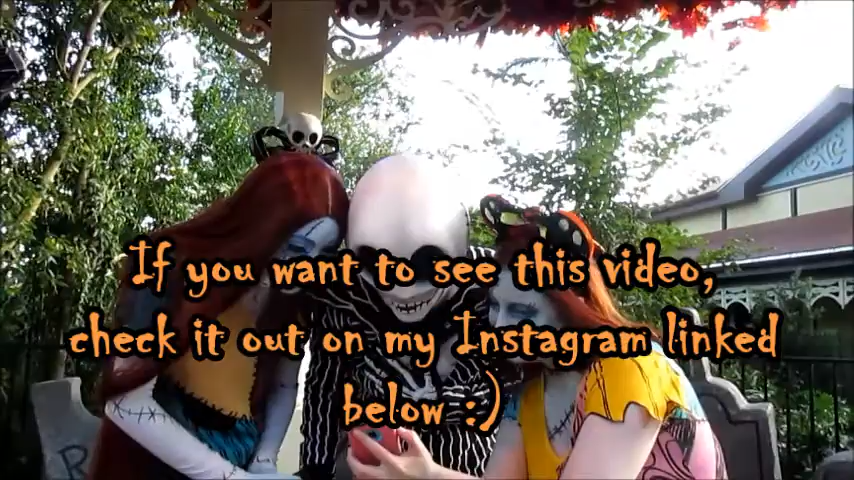 If you want to see this video,
check it out on my Instagram linked
below :)